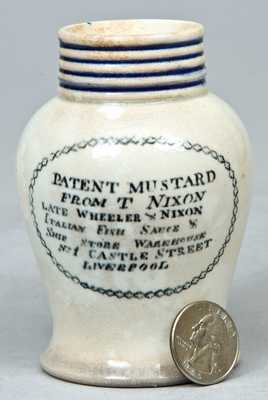 PATENT MUSTARD
FROM T NIXON
LATE WHEELER & NIXON
ITALIAN FISH SAUCE &
SHIP STORE WAREHOUSE
No 1 CASTLE STREET
LIVERPOOL